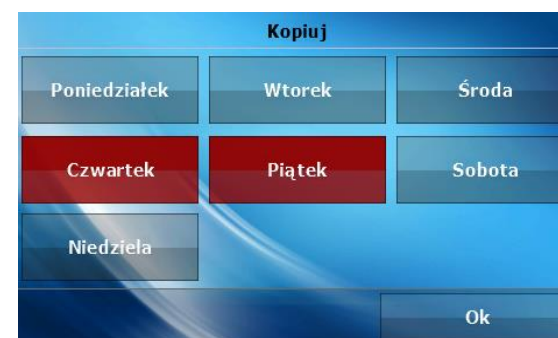 Kopiuj
Poniedziałek Wtorek Środa
Czwartek Piątek Sobota
Niedziela
Ok